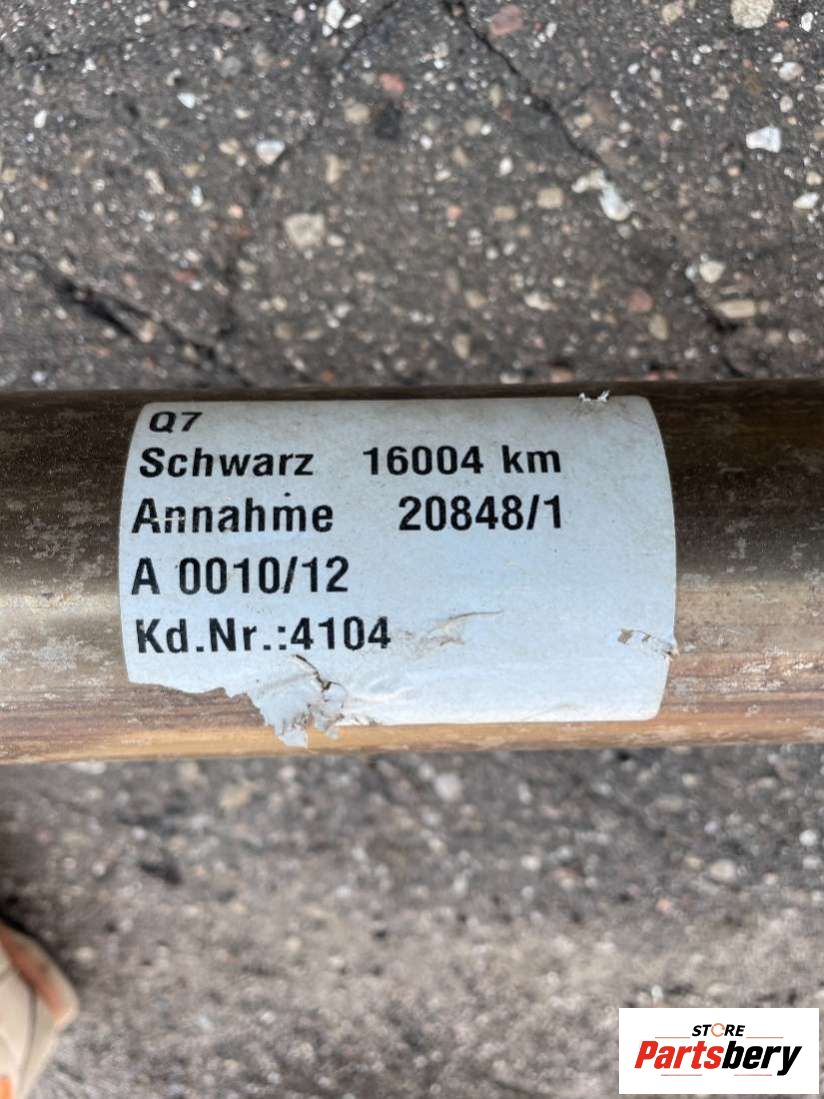 Q7
Schwarz 16004 km
Annahme 20848/1
A 0010/12
Kd.Nr.:4104
STORE
Partsbery